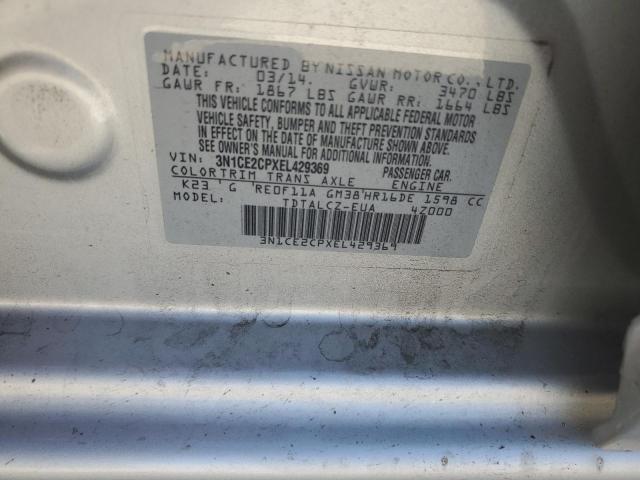 MANUFACTURED BY NISSAN MOTOR CO., LTD.
DATE: 03/14. GVWR: 3470 LBS
GAWR FR: 1867 LBS GAWR RR: 1664 LBS
THIS VEHICLE CONFORMS TO ALL APPLICABLE FEDERAL MOTOR
VEHICLE SAFETY, BUMPER AND THEFT PREVENTION STANDARDS
IN EFFECT ON THE DATE OF MANUFACTURE SHOWN ABOVE.
SEE OWNER'S MANUAL FOR ADDITIONAL INFORMATION.
VIN: 3N1CE2CPXEL429369 PASSENGER CAR.
COLOR TRIM TRANS AXLE ENGINE
K23 ' G 'RE0F11A GM38'HR16DE 1598 CC
MODEL: TDTALCZ-EUA 4Z000
3N1CE2CPXEL429369